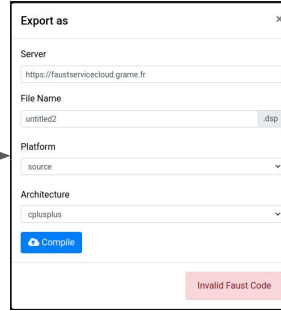 Export as
Server
https://faustservicecloud.grame.fr
File Name
untitled2
.dsp
Platform
source
Architecture
cplusplus
Compile
Invalid Faust Code